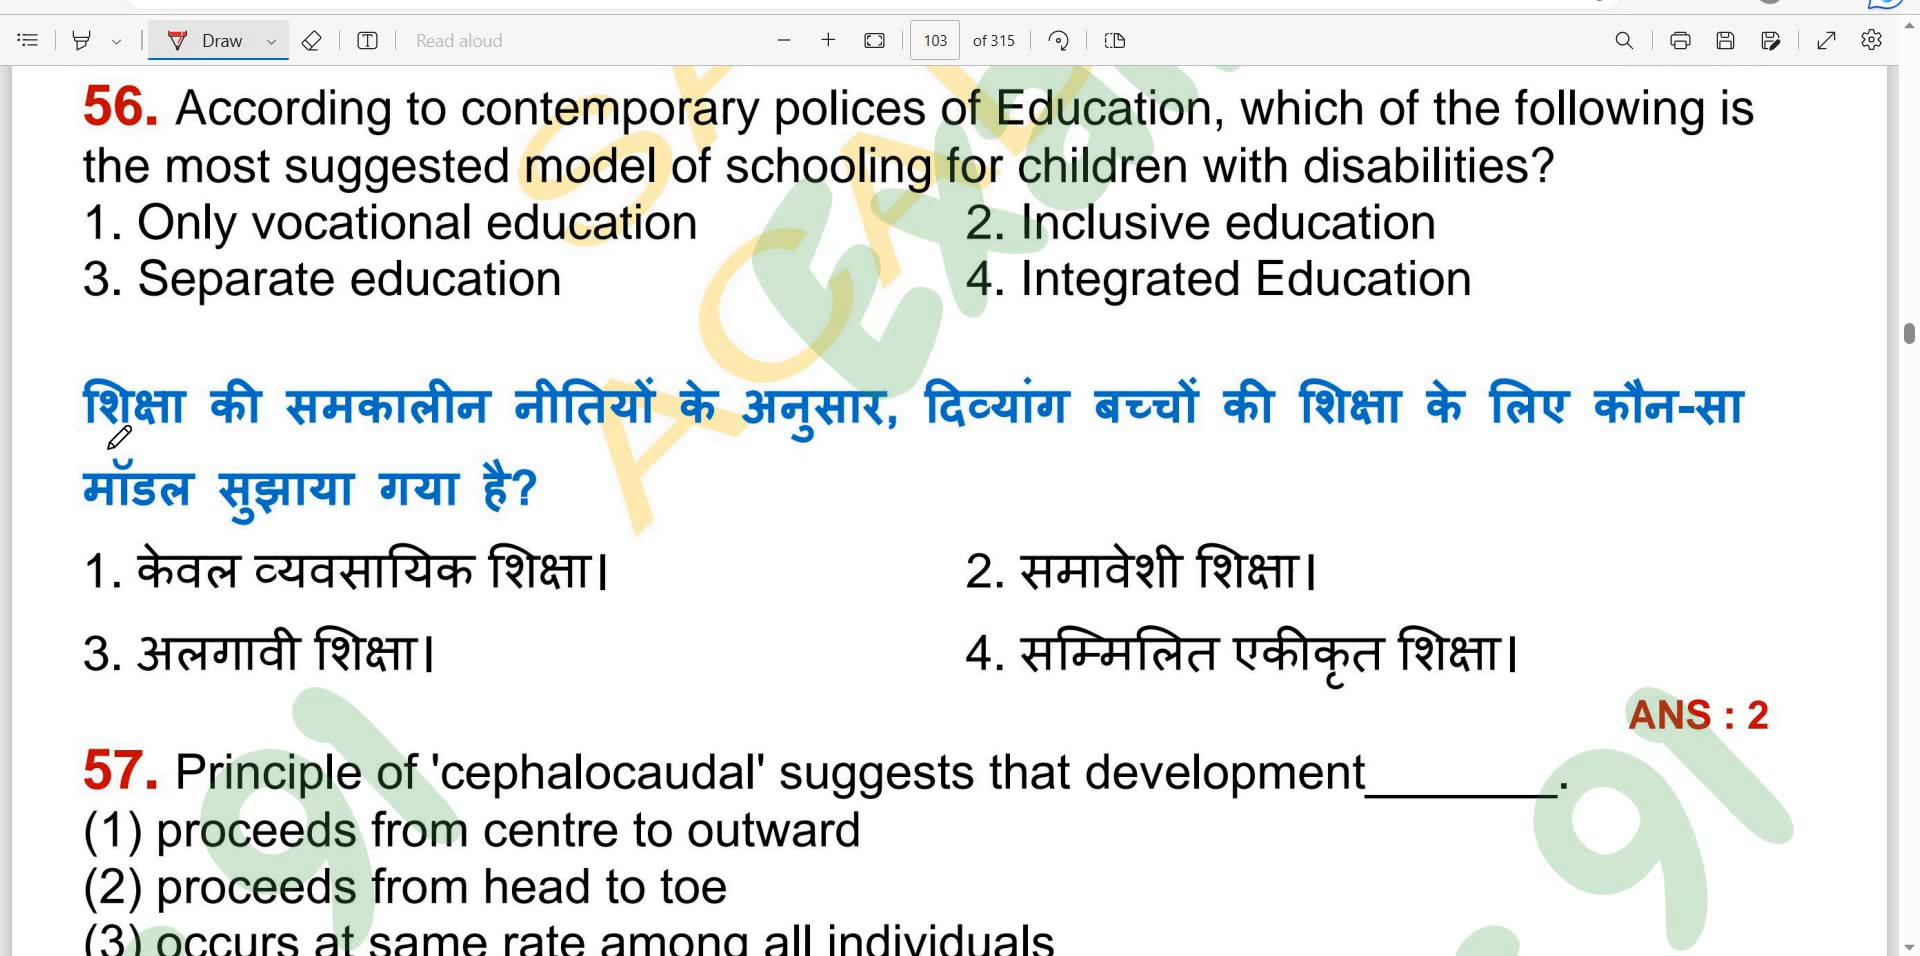 Draw
Read aloud
103 of 315
56. According to contemporary polices of Education, which of the following is
the most suggested model of schooling for children with disabilities?
1. Only vocational education 2. Inclusive education
3. Separate education 4. Integrated Education
शिक्षा की समकालीन नीतियों के अनुसार, दिव्यांग बच्चों की शिक्षा के लिए कौन-सा
मॉडल सुझाया गया है?
1. केवल व्यवसायिक शिक्षा। 2. समावेशी शिक्षा।
3. अलगावी शिक्षा। 4. सम्मिलित एकीकृत शिक्षा।
ANS : 2
57. Principle of 'cephalocaudal' suggests that development________.
(1) proceeds from centre to outward
(2) proceeds from head to toe
(3) occurs at same rate among all individuals